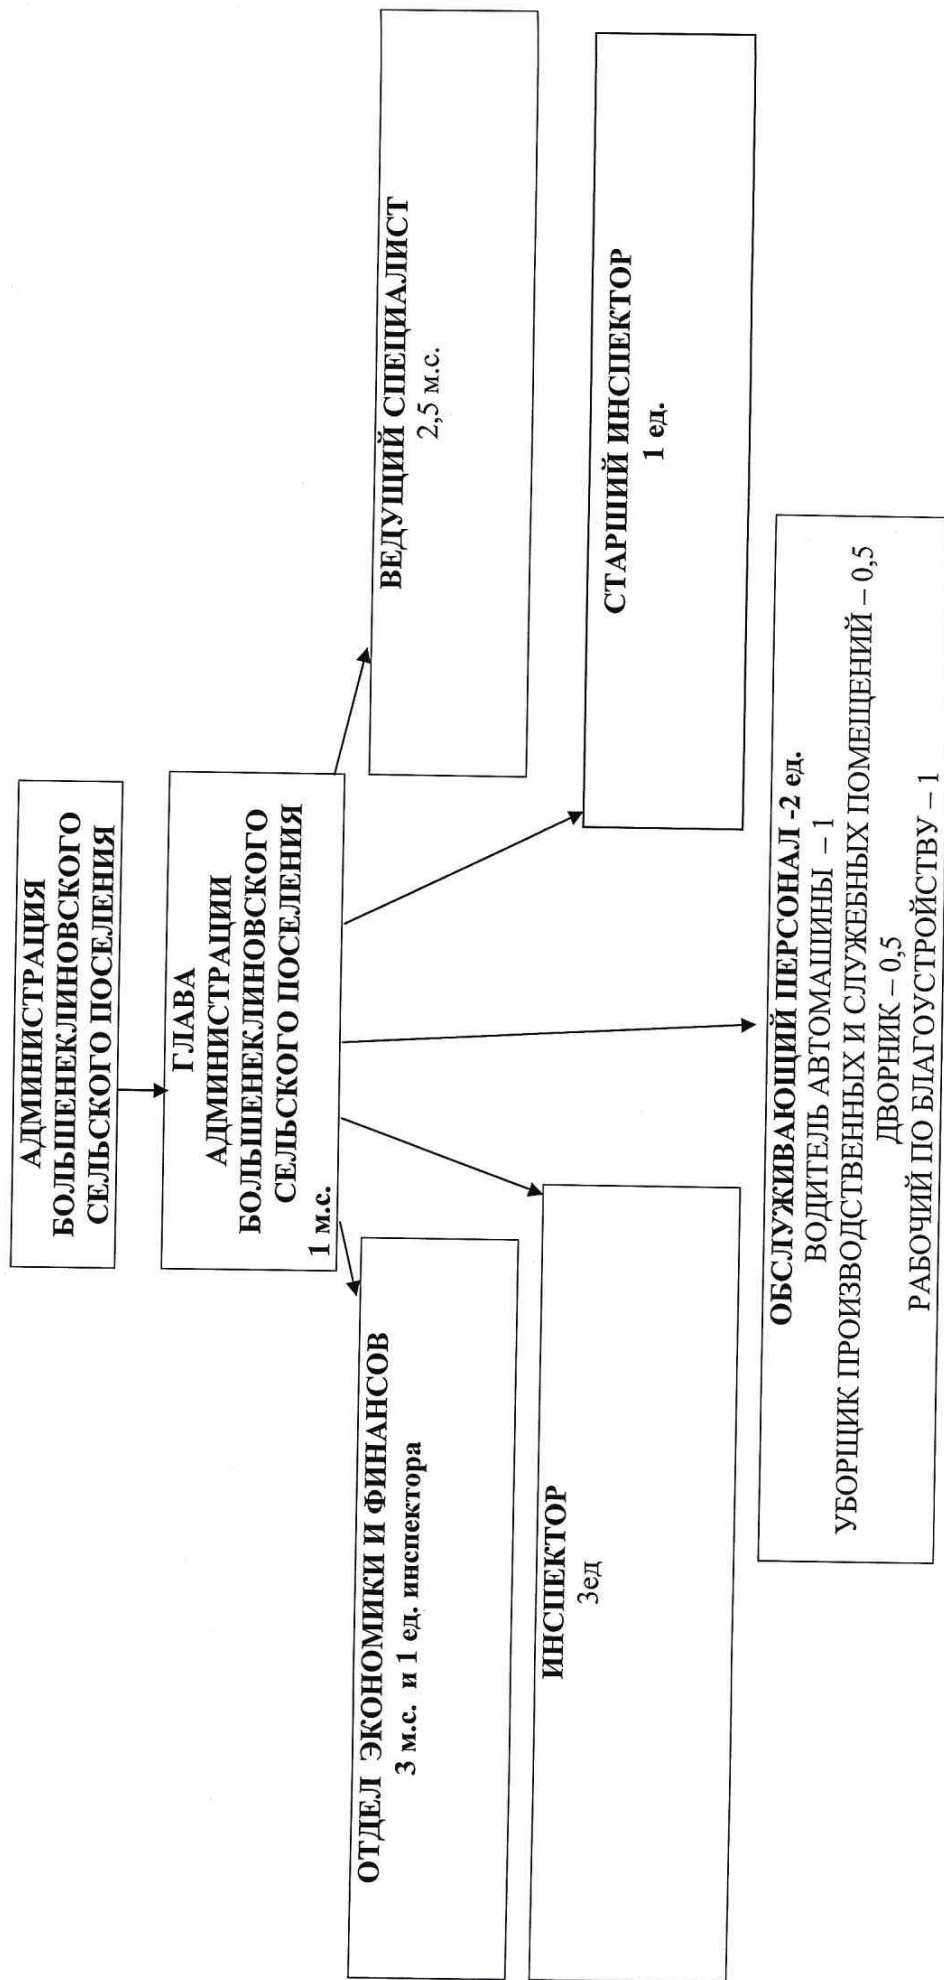 АДМИНИСТРАЦИЯ
БОЛЬШЕНЕКЛИНОВСКОГО
СЕЛЬСКОГО ПОСЕЛЕНИЯ
ГЛАВА
АДМИНИСТРАЦИИ
БОЛЬШЕНЕКЛИНОВСКОГО
СЕЛЬСКОГО ПОСЕЛЕНИЯ
1 м.с.
ОТДЕЛ ЭКОНОМИКИ И ФИНАНСОВ
3 м.с. и 1 ед. инспектора
ВЕДУЩИЙ СПЕЦИАЛИСТ
2,5 м.с.
ИНСПЕКТОР
3ед
СТАРШИЙ ИНСПЕКТОР
1 ед.
ОБСЛУЖИВАЮЩИЙ ПЕРСОНАЛ -2 ед.
ВОДИТЕЛЬ АВТОМАШИНЫ – 1
УБОРЩИК ПРОИЗВОДСТВЕННЫХ И СЛУЖЕБНЫХ ПОМЕЩЕНИЙ – 0,5
ДВОРНИК – 0,5
РАБОЧИЙ ПО БЛАГОУСТРОЙСТВУ – 1